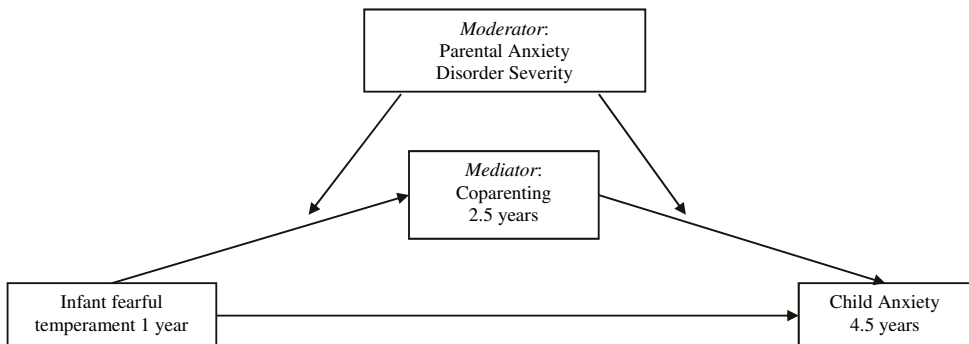 Moderator:
Parental Anxiety
Disorder Severity
Mediator:
Coparenting
2.5 years
Infant fearful
temperament 1 year
Child Anxiety
4.5 years